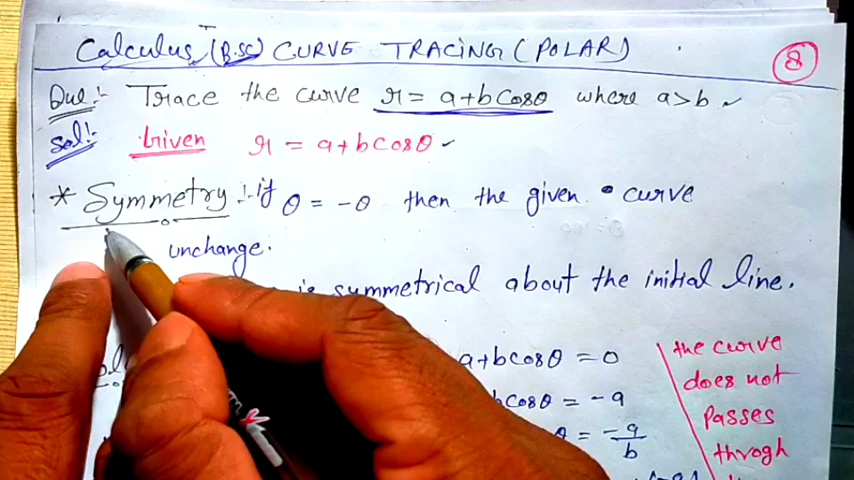 Calculus (B.SC) CURVE TRACING (POLAR)
8
Que:- Trace the curve r = a+bCosθ where a>b
Sol:- Given r = a+bcosθ
* Symmetry :- if θ = -θ then the given curve
unchange.
is symmetrical about the initial line.
a+bcosθ = 0
bcosθ = -a
θ = -a/b
the curve
does not
Passes
throgh